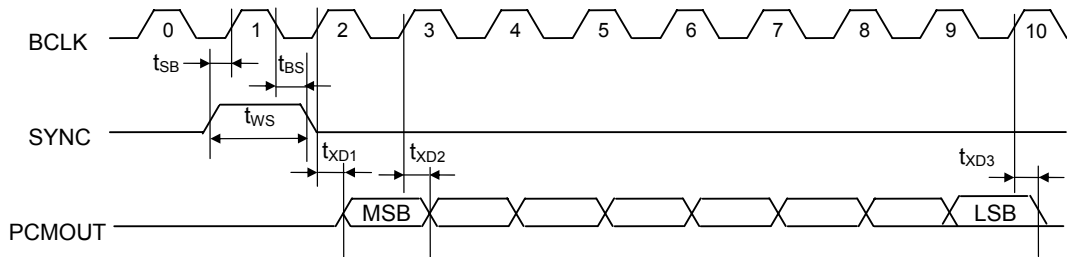 BCLK 0 1 2 3 4 5 6 7 8 9 10
tSB tBS
SYNC tWS
tXD1 tXD2 tXD3
PCMOUT MSB LSB